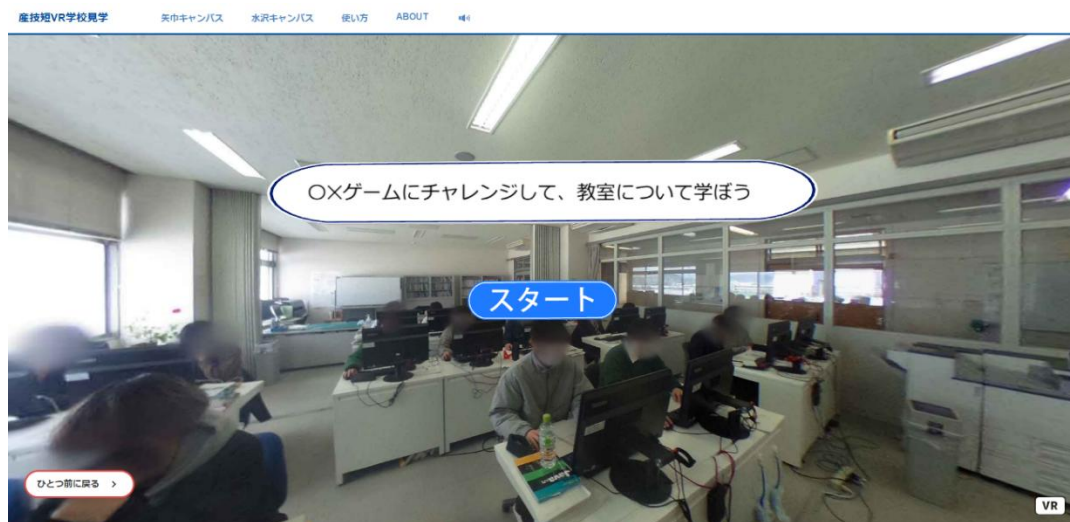 産技短VR学校見学
矢巾キャンパス
水沢キャンパス
使い方
ABOUT
〇×ゲームにチャレンジして、教室について学ぼう
スタート
Java
ひとつ前に戻る >
VR